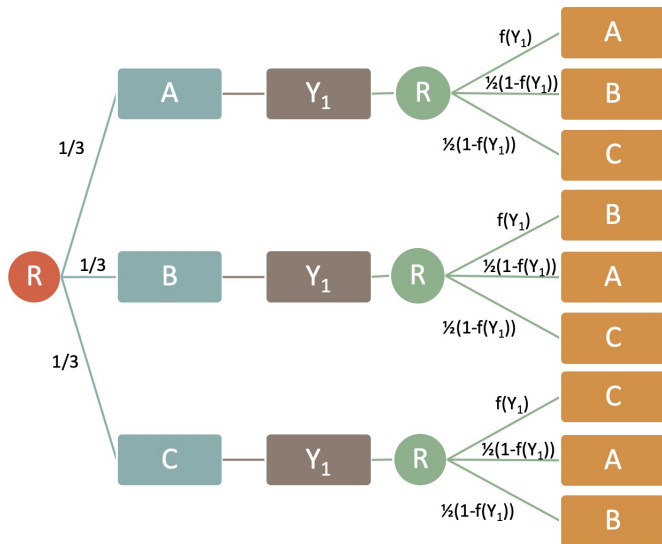 f(Y₁)
A
A
Y₁
R
½(1-f(Y₁))
B
1/3
½(1-f(Y₁))
C
f(Y₁)
B
R
1/3
B
Y₁
R
½(1-f(Y₁))
A
½(1-f(Y₁))
C
1/3
f(Y₁)
C
C
Y₁
R
½(1-f(Y₁))
A
½(1-f(Y₁))
B